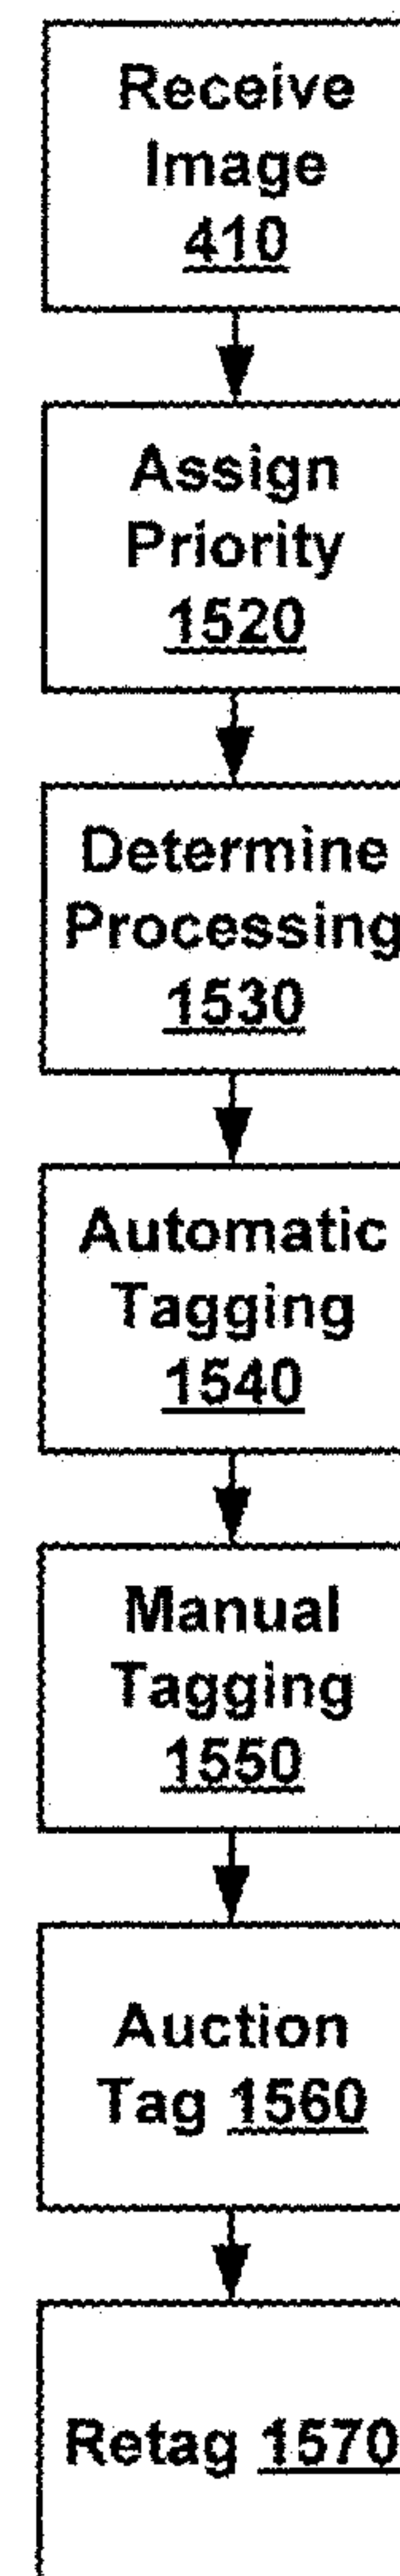 Receive
Image
410
Assign
Priority
1520
Determine
Processing
1530
Automatic
Tagging
1540
Manual
Tagging
1550
Auction
Tag 1560
Retag 1570